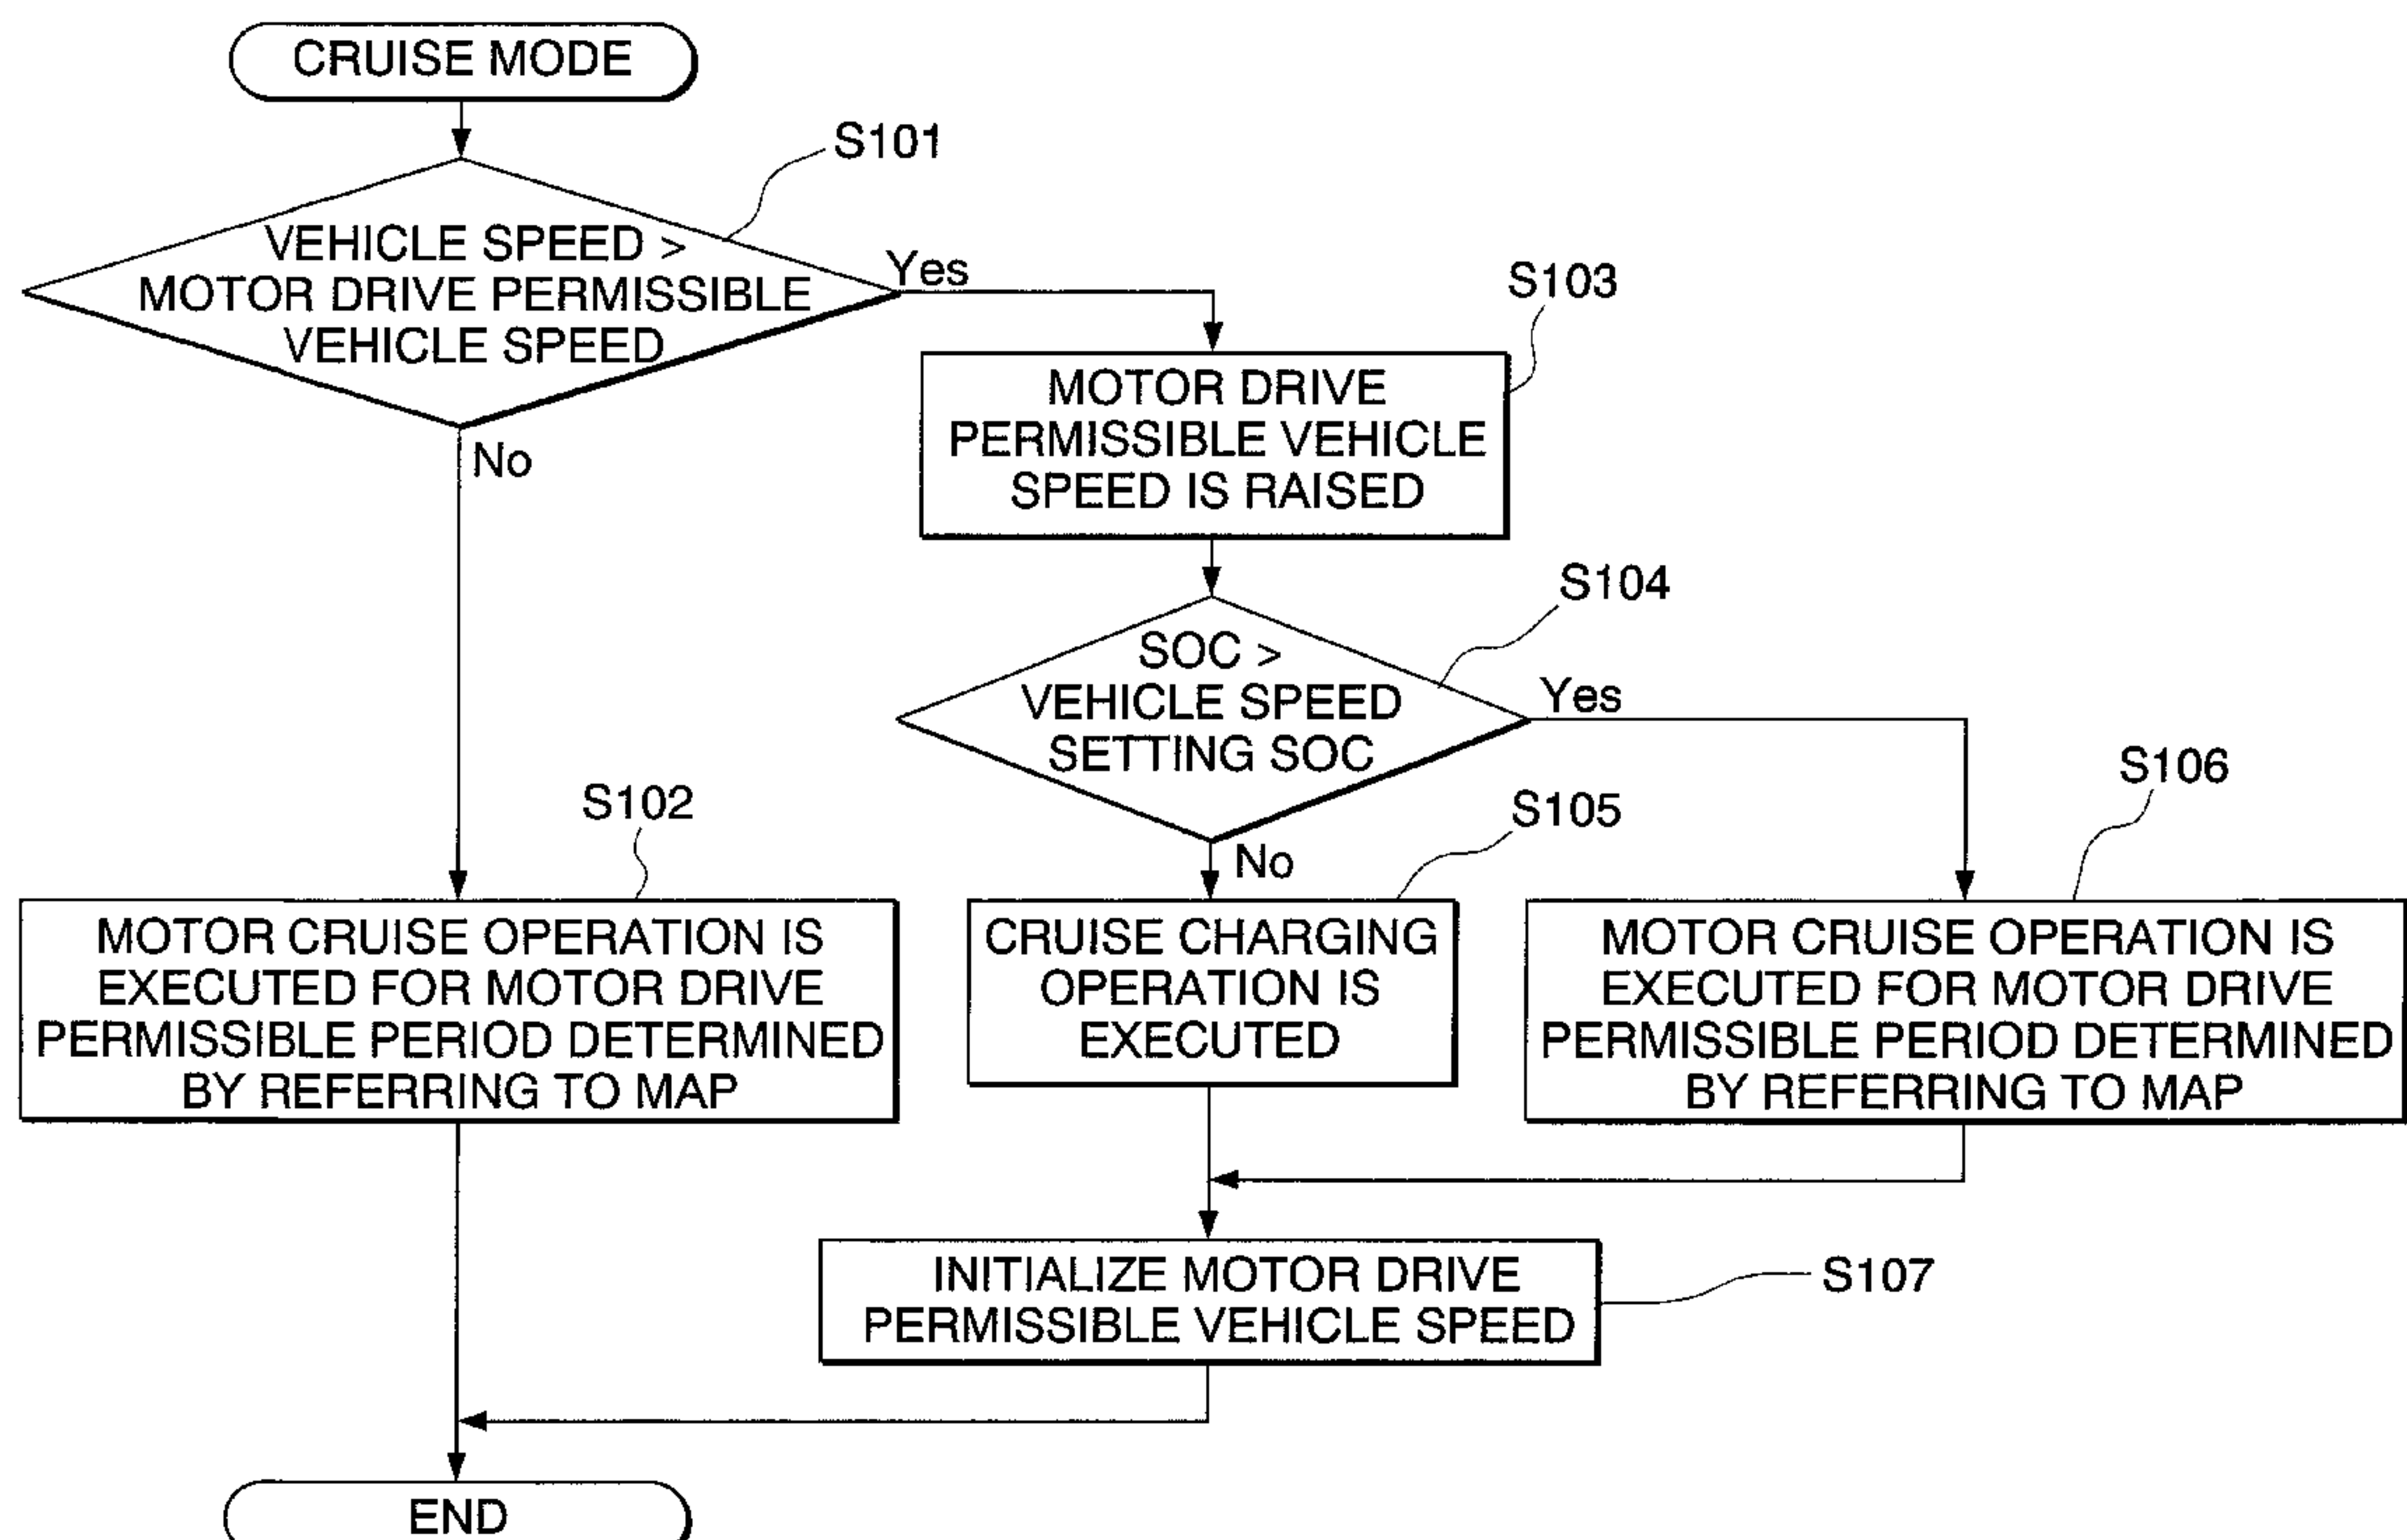 CRUISE MODE
S101
VEHICLE SPEED >
MOTOR DRIVE PERMISSIBLE
VEHICLE SPEED
Yes
No
S103
MOTOR DRIVE
PERMISSIBLE VEHICLE
SPEED IS RAISED
S104
SOC >
VEHICLE SPEED
SETTING SOC
Yes
No
S102
MOTOR CRUISE OPERATION IS
EXECUTED FOR MOTOR DRIVE
PERMISSIBLE PERIOD DETERMINED
BY REFERRING TO MAP
S105
CRUISE CHARGING
OPERATION IS
EXECUTED
S106
MOTOR CRUISE OPERATION IS
EXECUTED FOR MOTOR DRIVE
PERMISSIBLE PERIOD DETERMINED
BY REFERRING TO MAP
INITIALIZE MOTOR DRIVE
PERMISSIBLE VEHICLE SPEED
S107
END